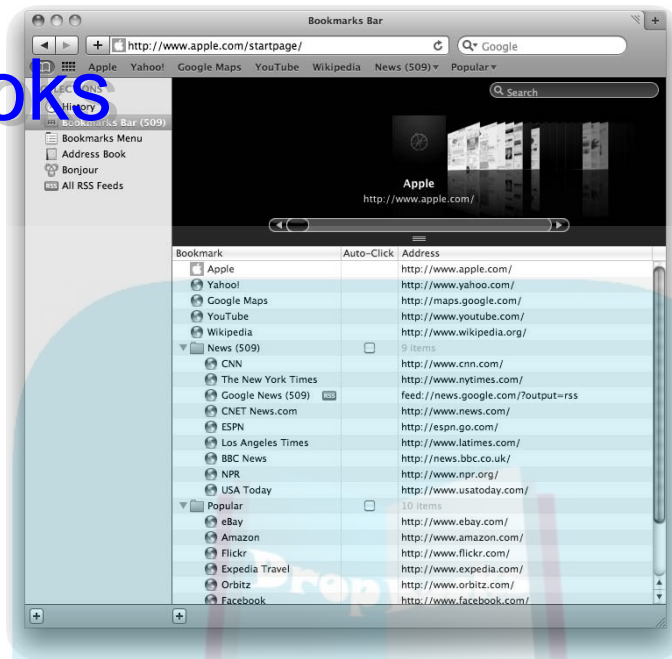 Bookmarks Bar
http://www.apple.com/startpage/
Google
Apple Yahoo! Google Maps YouTube Wikipedia News (509) Popular
oks
History
Bookmarks Bar (509)
Bookmarks Menu
Address Book
Bonjour
RSS All RSS Feeds
Search
Apple
http://www.apple.com/
Bookmark Auto-Click Address
Apple http://www.apple.com/
Yahoo! http://www.yahoo.com/
Google Maps http://maps.google.com/
YouTube http://www.youtube.com/
Wikipedia http://www.wikipedia.org/
News (509) 9 items
CNN http://www.cnn.com/
The New York Times http://www.nytimes.com/
Google News (509) RSS feed://news.google.com/?output=rss
CNET News.com http://www.news.com/
ESPN http://espn.go.com/
Los Angeles Times http://www.latimes.com/
BBC News http://news.bbc.co.uk/
NPR http://www.npr.org/
USA Today http://www.usatoday.com/
Popular 10 items
eBay http://www.ebay.com/
Amazon http://www.amazon.com/
Flickr http://www.flickr.com/
Expedia Travel http://www.expedia.com/
Orbitz http://www.orbitz.com/
Facebook http://www.facebook.com/